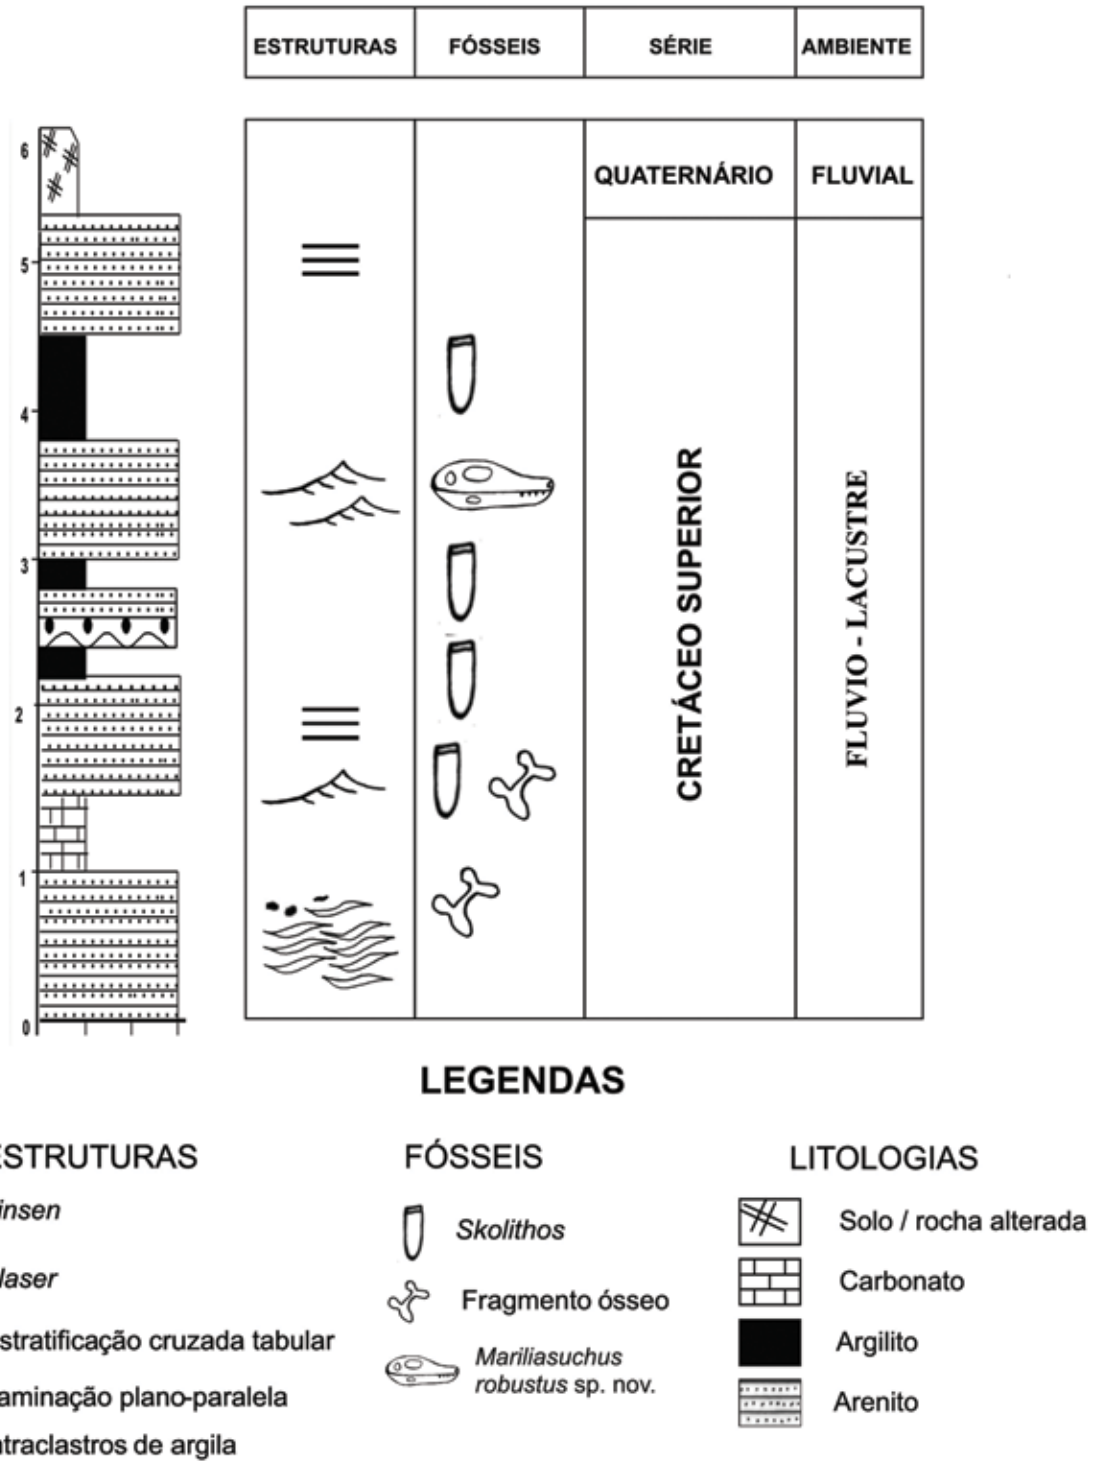 ESTRUTURAS FÓSSEIS SÉRIE AMBIENTE
QUATERNÁRIO FLUVIAL
6
5
4
3
2
1
0
CRETÁCEO SUPERIOR
FLUVIO - LACUSTRE
LEGENDAS
ESTRUTURAS
insen
laser
stratificação cruzada tabular
aminação plano-paralela
ntraclastros de argila
FÓSSEIS
Skolithos
Fragmento ósseo
Mariliasuchus
robustus sp. nov.
LITOLOGIAS
Solo / rocha alterada
Carbonato
Argilito
Arenito